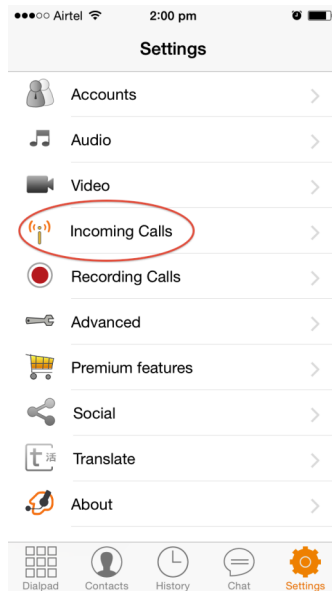 Airtel 2:00 pm
Settings
Accounts
Audio
Video
Incoming Calls
Recording Calls
Advanced
Premium features
Social
t 活 Translate
About
Dialpad Contacts History Chat Settings